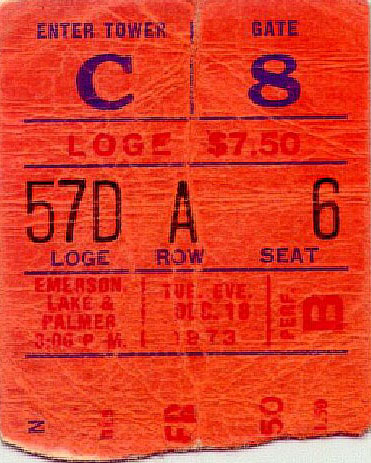 ENTER TOWER GATE
C 8
LOGE $7.50
57D A 6
LOGE ROW SEAT
EMERSON, TUE. EVE.
LAKE & DEC. 18
PALMER 1973
P. M.
PERF. B
N
50